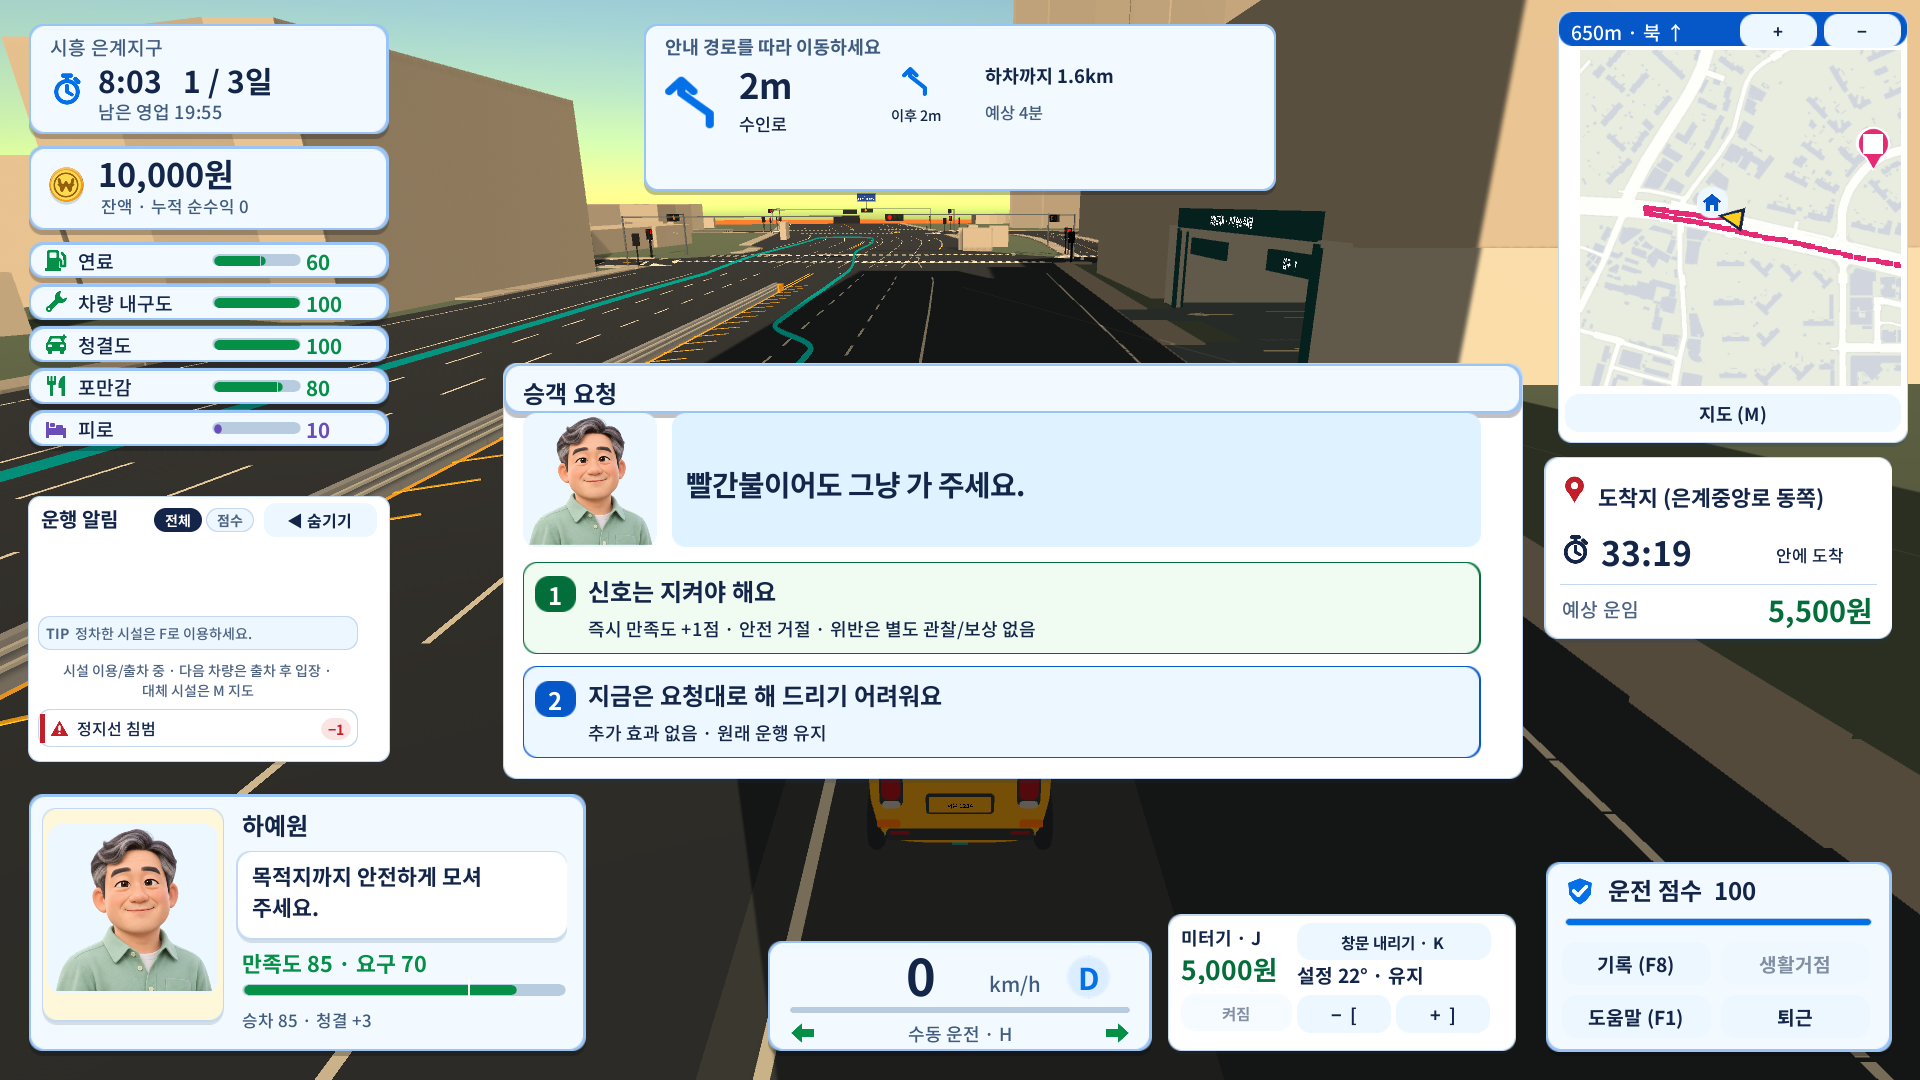 시흥 은계지구
8:03 1 / 3일
남은 영업 19:55
10,000원
잔액 · 누적 순수익 0
연료 60
차량 내구도 100
청결도 100
포만감 80
피로 10
안내 경로를 따라 이동하세요
2m
수인로
이후 2m
하차까지 1.6km
예상 4분
650m · 북 ↑
+
−
지도 (M)
도착지 (은계중앙로 동쪽)
33:19 안에 도착
예상 운임 5,500원
운행 알림 전체 점수 ◀ 숨기기
TIP 정차한 시설은 F로 이용하세요.
시설 이용/출차 중 · 다음 차량은 출차 후 입장 ·
대체 시설은 M 지도
정지선 침범 −1
승객 요청
빨간불이어도 그냥 가 주세요.
1 신호는 지켜야 해요
즉시 만족도 +1점 · 안전 거절 · 위반은 별도 관찰/보상 없음
2 지금은 요청대로 해 드리기 어려워요
추가 효과 없음 · 원래 운행 유지
하예원
목적지까지 안전하게 모셔
주세요.
만족도 85 · 요구 70
승차 85 · 청결 +3
0 km/h D
수동 운전 · H
미터기 · J
5,000원
켜짐
창문 내리기 · K
설정 22° · 유지
− [
+ ]
운전 점수 100
기록 (F8)
생활거점
도움말 (F1)
퇴근